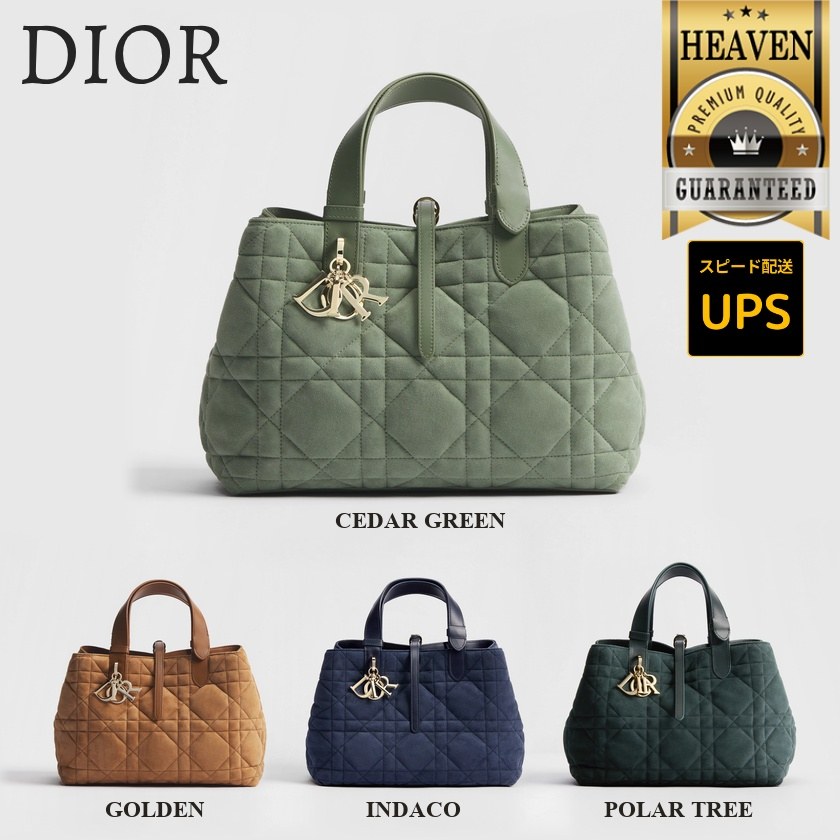 DIOR
HEAVEN
PREMIUM QUALITY
GUARANTEED
スピード配送
UPS
CEDAR GREEN
GOLDEN
INDACO
POLAR TREE